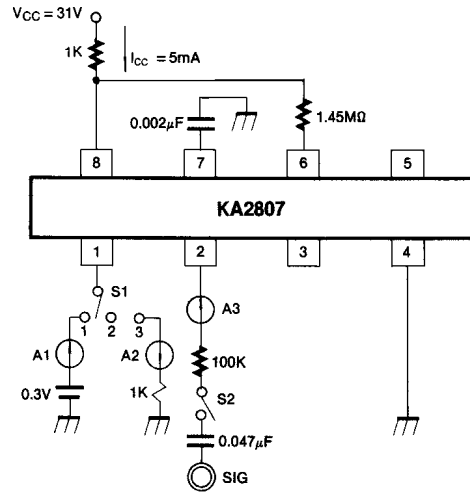 VCC = 31V
1K
ICC = 5mA
0.002μF
1.45MΩ
8
7
6
5
KA2807
1
2
3
4
S1
1
2
3
A1
A2
A3
0.3V
1K
100K
S2
0.047μF
SIG